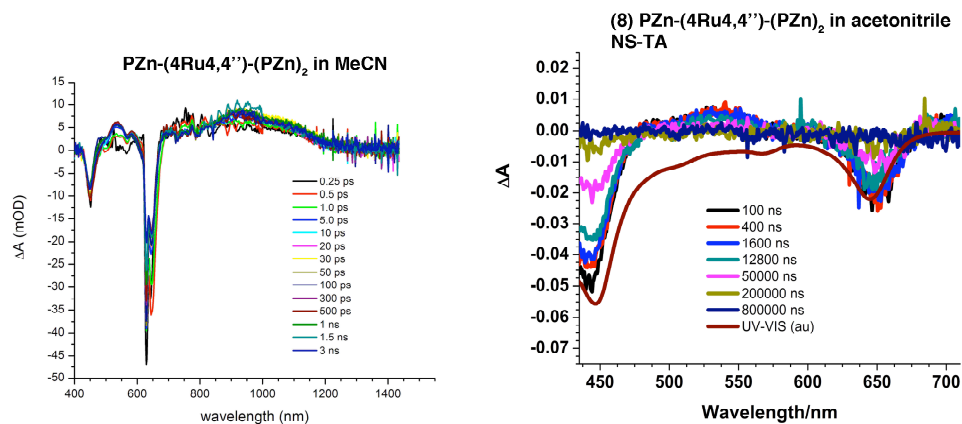 PZn-(4Ru4,4'')-(PZn)2 in MeCN
15
10
5
0
-5
-10
-15
-20
-25
-30
-35
-40
-45
-50
ΔA (mOD)
0.25 ps
0.5 ps
1.0 ps
5.0 ps
10 ps
20 ps
30 ps
50 ps
100 ps
300 ps
600 ps
1 ns
1.5 ns
3 ns
400 600 800 1000 1200 1400
wavelength (nm)
(8) PZn-(4Ru4,4'')-(PZn)2 in acetonitrile
NS-TA
0.02
0.01
0.00
-0.01
-0.02
-0.03
-0.04
-0.05
-0.06
-0.07
ΔA
100 ns
400 ns
1600 ns
12800 ns
50000 ns
200000 ns
800000 ns
UV-VIS (au)
450 500 550 600 650 700
Wavelength/nm